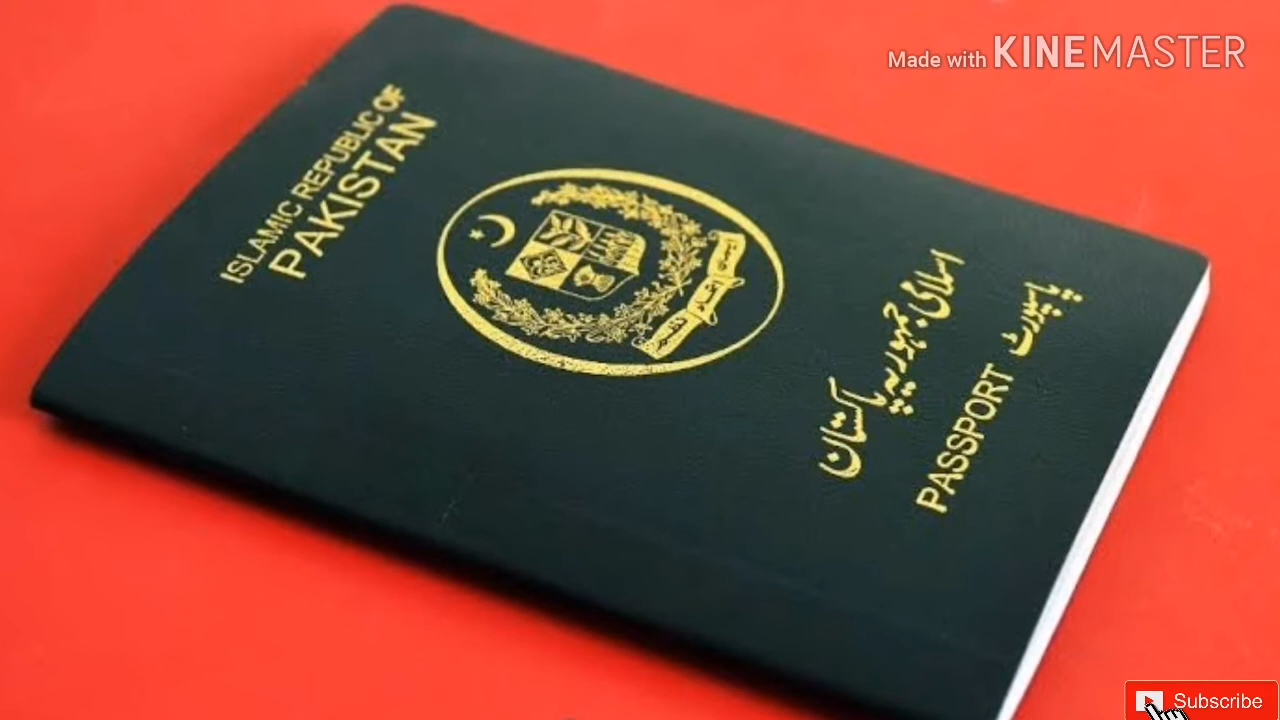 Made with KINEMASTER
ISLAMIC REPUBLIC OF
PAKISTAN
اسلامی جمہوریہ پاکستان
PASSPORT پاسپورٹ
Subscribe